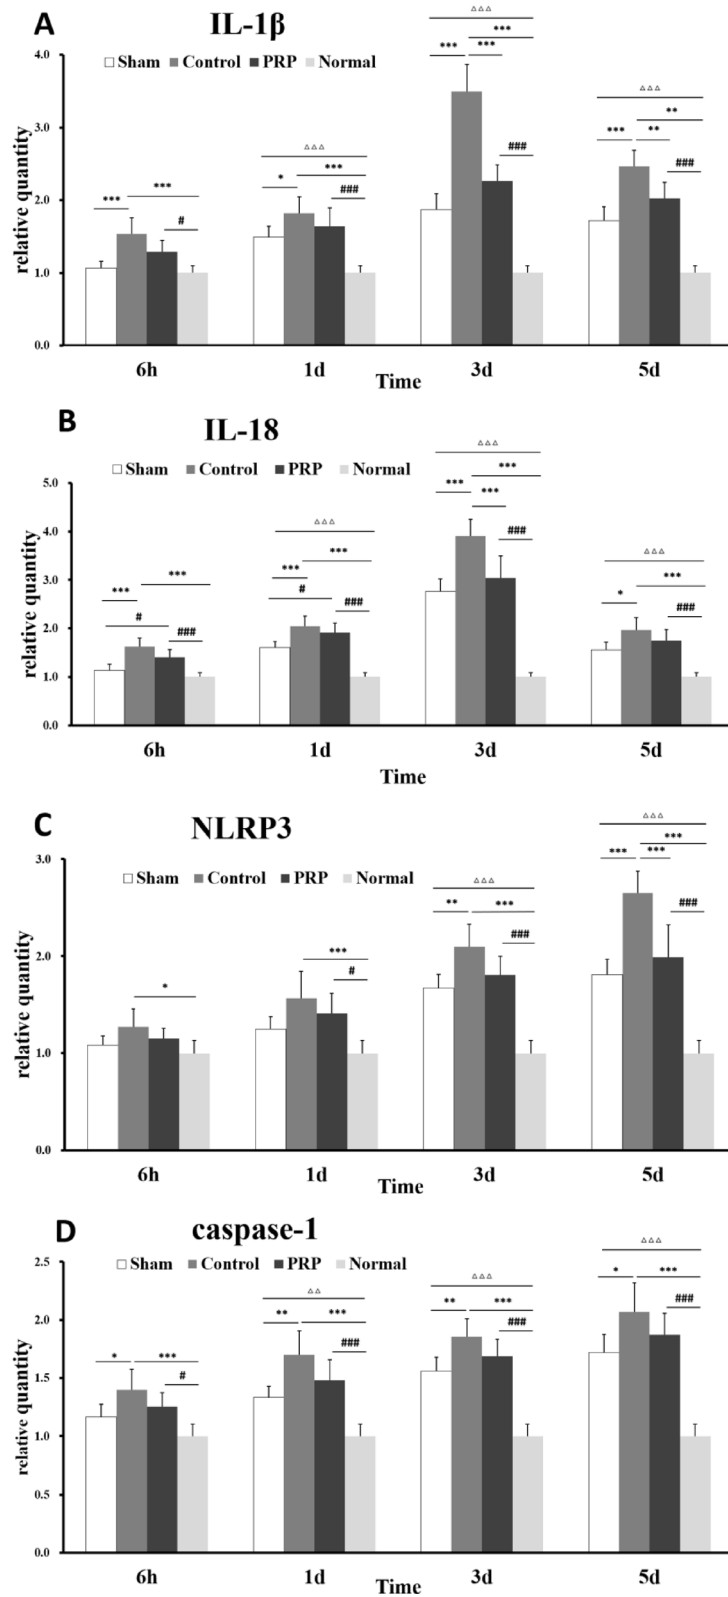 A
IL-1β
Sham Control PRP Normal
relative quantity
4.0
3.0
2.0
1.0
0.0
*** *** #
△△△ * *** ###
△△△ *** *** *** ###
△△△ ** *** ** ###
6h 1d 3d 5d
Time
B
IL-18
Sham Control PRP Normal
relative quantity
5.0
4.0
3.0
2.0
1.0
0.0
*** *** # ###
△△△ *** *** # ###
△△△ *** *** *** ###
△△△ *** * ###
6h 1d 3d 5d
Time
C
NLRP3
Sham Control PRP Normal
relative quantity
3.0
2.0
1.0
0.0
*
*** #
△△△ ** *** ###
△△△ *** *** *** ###
6h 1d 3d 5d
Time
D
caspase-1
Sham Control PRP Normal
relative quantity
2.5
2.0
1.5
1.0
0.5
0.0
* *** #
△△ ** *** ###
△△△ ** *** ###
△△△ * *** ###
6h 1d 3d 5d
Time